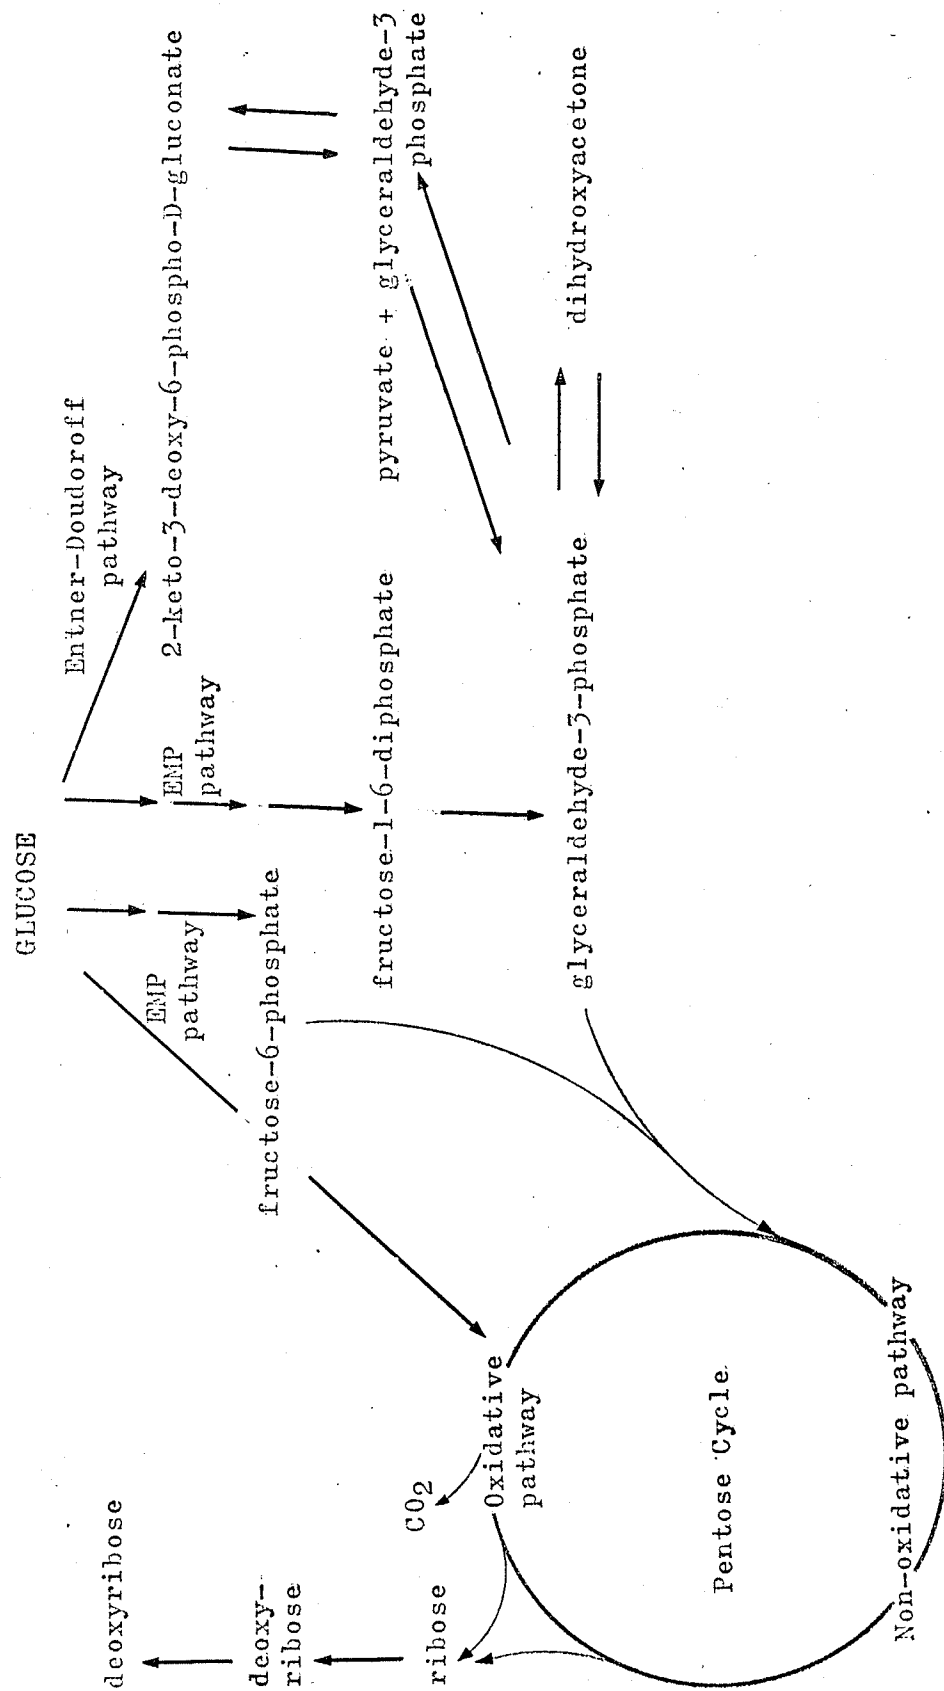 GLUCOSE
Entner-Doudoroff
pathway
EMP
pathway
EMP
pathway
2-keto-3-deoxy-6-phospho-D-gluconate
fructose-6-phosphate
fructose-1-6-diphosphate
pyruvate + glyceraldehyde-3
phosphate
glyceraldehyde-3-phosphate
dihydroxyacetone
deoxyribose
deoxy-
ribose
ribose
CO2
Oxidative
pathway
Pentose Cycle
Non-oxidative pathway